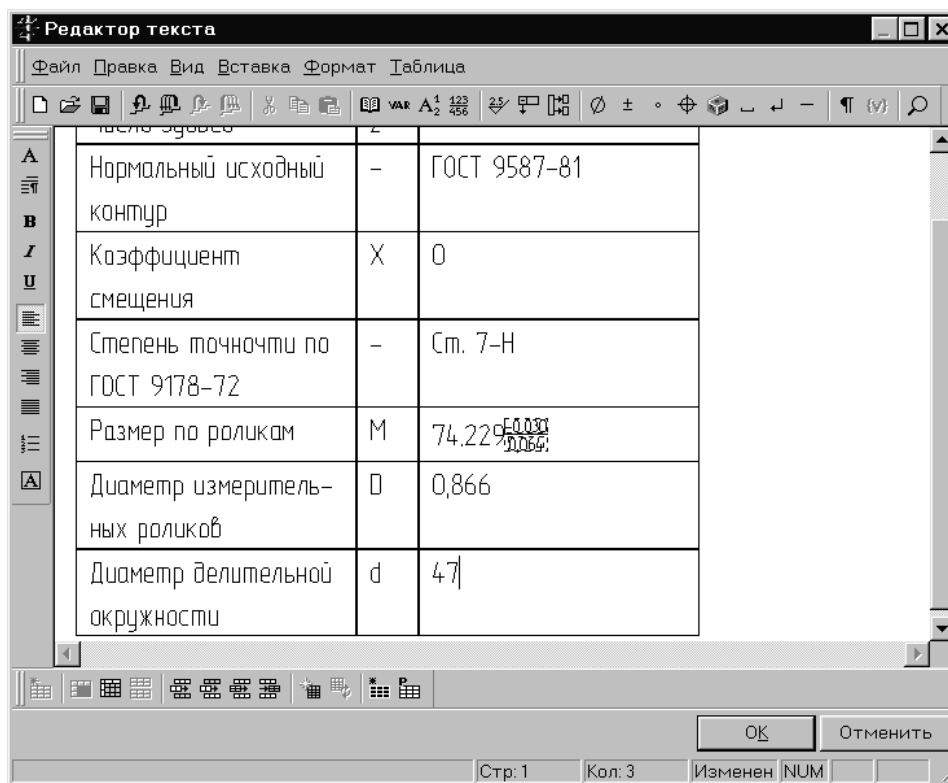 Редактор текста
Файл Правка Вид Вставка Формат Таблица
Нормальный исходный – ГОСТ 9587–81
контур
Коэффициент X 0
смещения
Степень точночти по – Ст. 7–Н
ГОСТ 9178–72
Размер по роликам М 74,229
Диаметр измеритель– D 0,866
ных роликов
Диаметр делительной d 47
окружности
OK Отменить
Стр: 1 Кол: 3 Изменен NUM